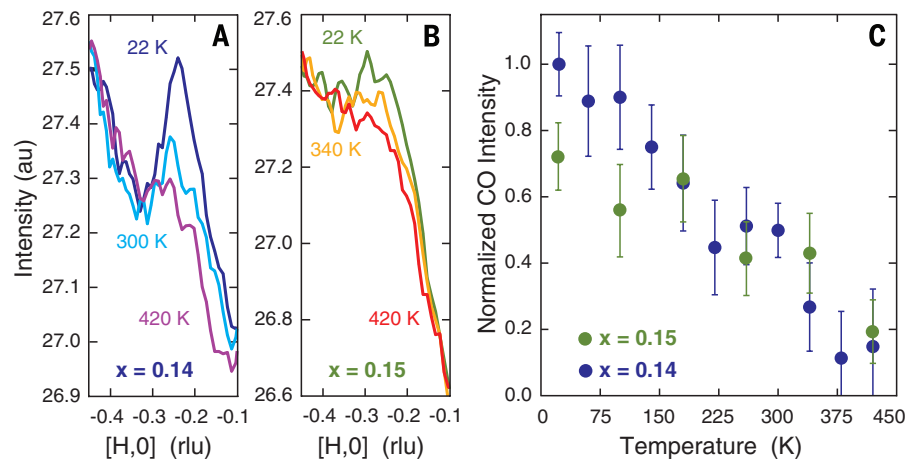 A
27.6
27.5
27.4
27.3
27.2
27.1
27.0
26.9
Intensity (au)
22 K
300 K
420 K
x = 0.14
-0.4 -0.3 -0.2 -0.1
[H,0] (rlu)
B
27.6
27.4
27.2
27.0
26.8
26.6
22 K
340 K
420 K
x = 0.15
-0.4 -0.3 -0.2 -0.1
[H,0] (rlu)
C
1.0
0.8
0.6
0.4
0.2
0.0
Normalized CO Intensity
x = 0.15
x = 0.14
0 75 150 225 300 375 450
Temperature (K)